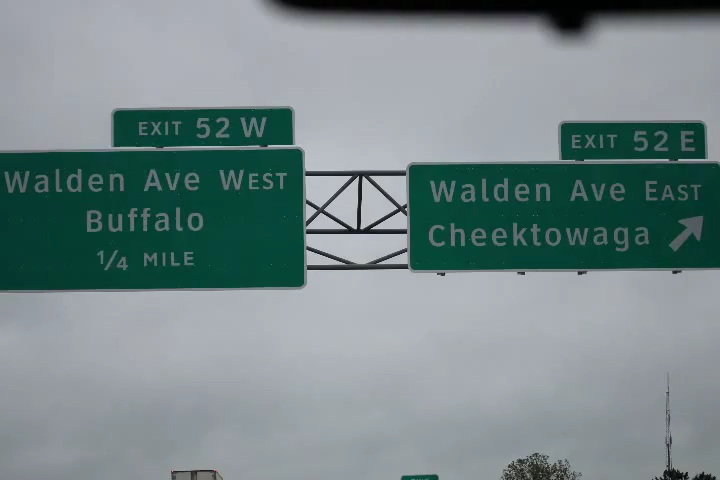 EXIT 52 W
Walden Ave WEST
Buffalo
1/4 MILE
EXIT 52 E
Walden Ave EAST
Cheektowaga